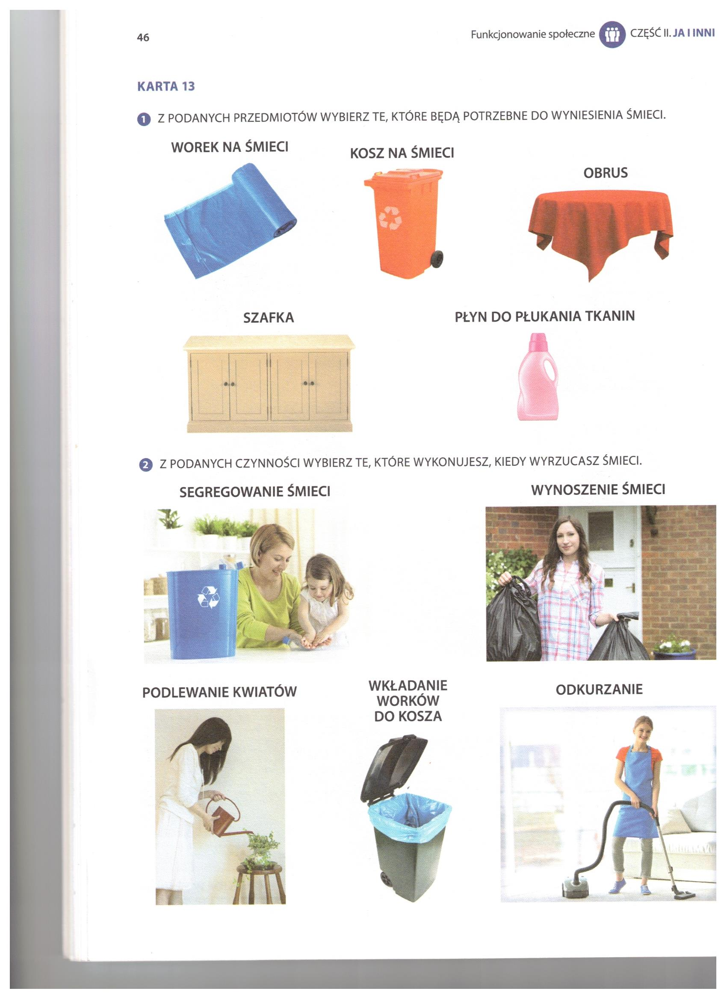 46
Funkcjonowanie społeczne CZĘŚĆ II. JA I INNI
KARTA 13
1 Z PODANYCH PRZEDMIOTÓW WYBIERZ TE, KTÓRE BĘDĄ POTRZEBNE DO WYNIESIENIA ŚMIECI.
WOREK NA ŚMIECI
KOSZ NA ŚMIECI
OBRUS
SZAFKA
PŁYN DO PŁUKANIA TKANIN
2 Z PODANYCH CZYNNOŚCI WYBIERZ TE, KTÓRE WYKONUJESZ, KIEDY WYRZUCASZ ŚMIECI.
SEGREGOWANIE ŚMIECI
WYNOSZENIE ŚMIECI
PODLEWANIE KWIATÓW
WKŁADANIE
WORKÓW
DO KOSZA
ODKURZANIE